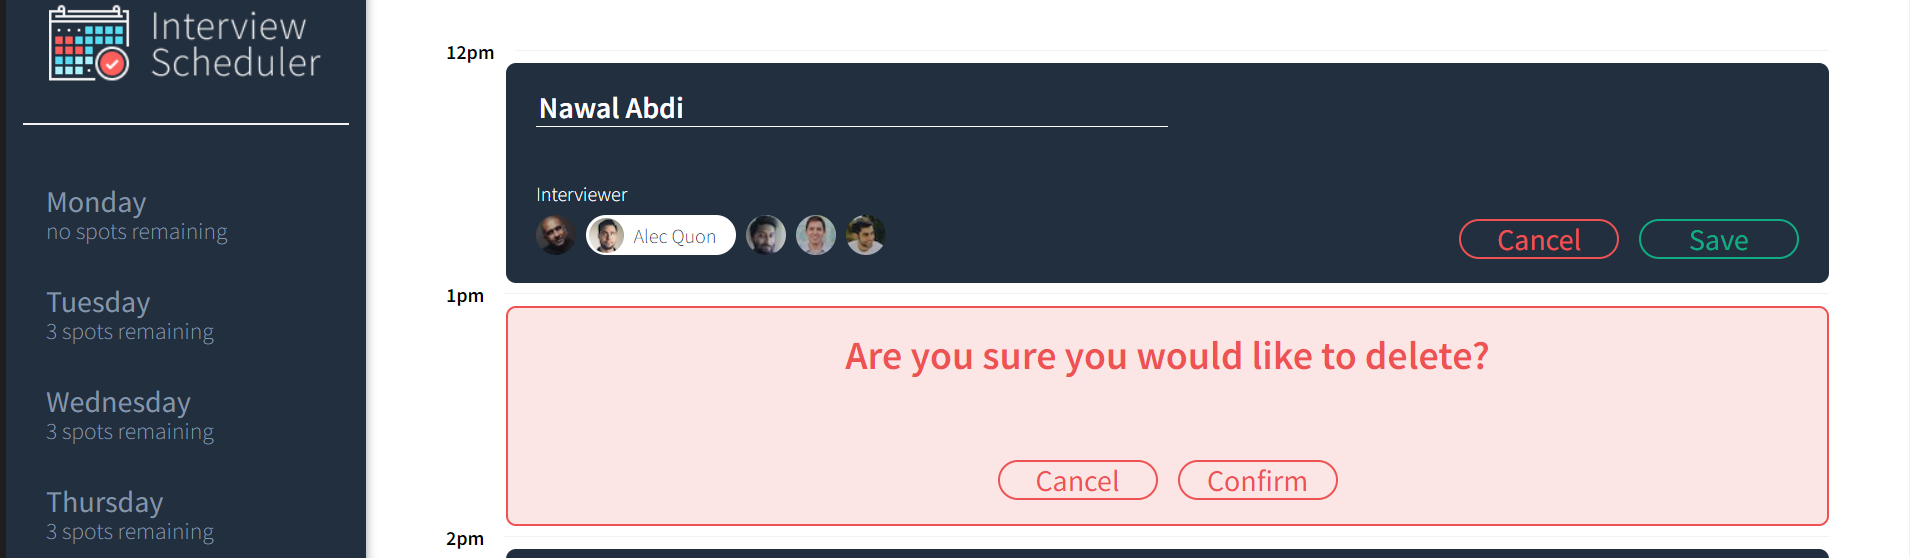 Interview
Scheduler
Monday
no spots remaining
Tuesday
3 spots remaining
Wednesday
3 spots remaining
Thursday
3 spots remaining
12pm
Nawal Abdi
Interviewer
Alec Quon
Cancel Save
1pm
Are you sure you would like to delete?
Cancel Confirm
2pm